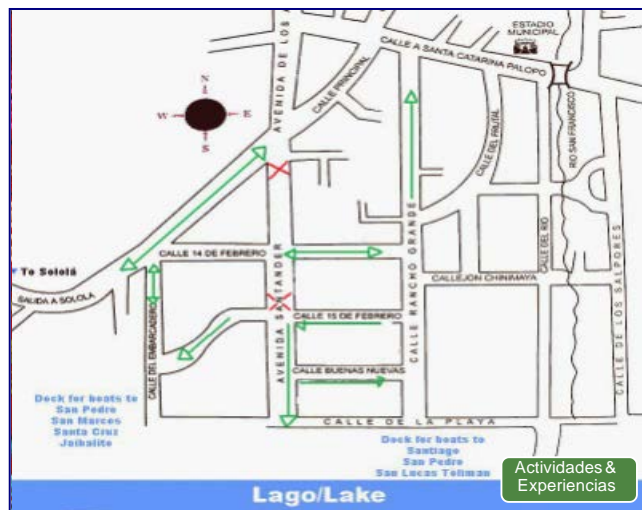 ESTADIO
MUNICIPAL
CALLE A SANTA CATARINA PALOPO
AVENIDA DE LOS A
CALLE PRINCIPAL
N
W
E
S
CALLE DEL FRUTAL
RIO SAN FRANCISCO
CALLE 14 DE FEBRERO
AVENIDA SANTANDER
CALLE RANCHO GRANDE
CALLE DEL RIO
CALLE DE LOS SALPORES
To Sololá
SALIDA A SOLOLA
CALLEJON CHINIMAYA
CALLE DEL EMBARCADERO
CALLE 15 DE FEBRERO
CALLE BUENAS NUEVAS
Dock for boats to
San Pedro
San Marcos
Santa Cruz
Jaibalito
CALLE DE LA PLAYA
Dock for boats to
Santiago
San Pedro
San Lucas Toliman
Actividades &
Experiencias
Lago/Lake